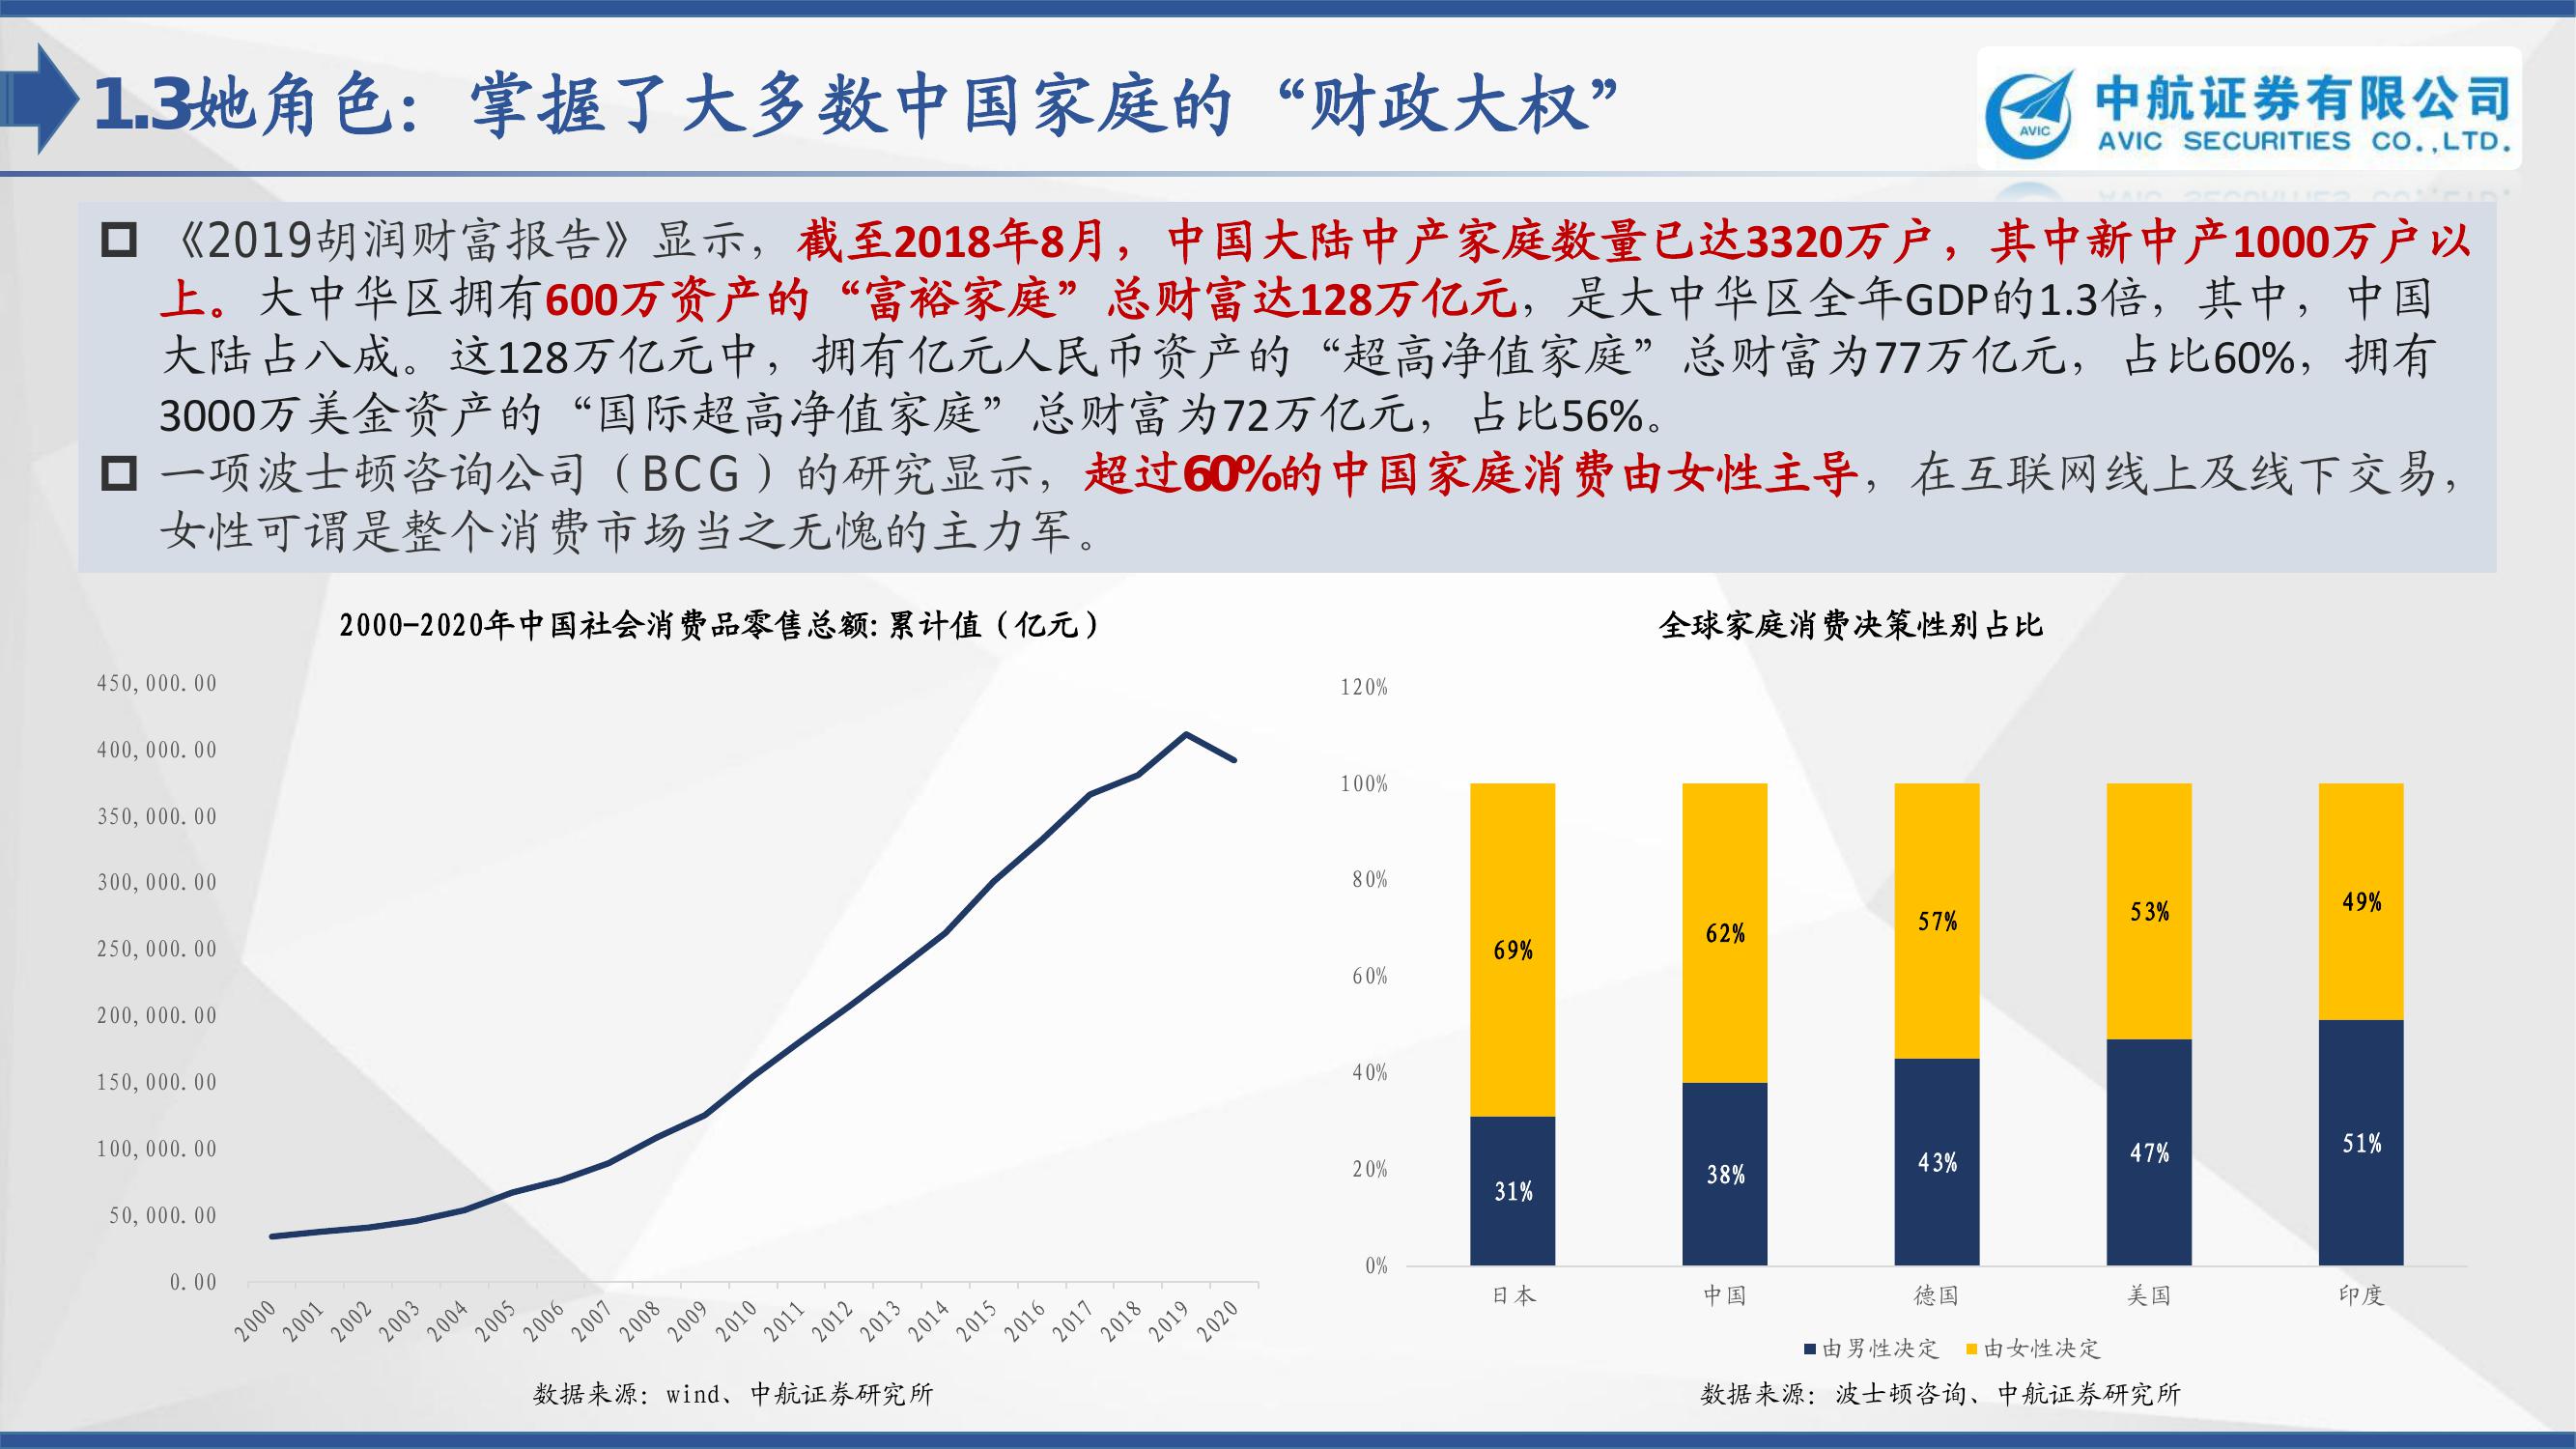 1.3她角色：掌握了大多数中国家庭的“财政大权”
中航证券有限公司
AVIC
AVIC SECURITIES CO.,LTD.
《2019胡润财富报告》显示，截至2018年8月，中国大陆中产家庭数量已达3320万户，其中新中产1000万户以
上。大中华区拥有600万资产的“富裕家庭”总财富达128万亿元，是大中华区全年GDP的1.3倍，其中，中国
大陆占八成。这128万亿元中，拥有亿元人民币资产的“超高净值家庭”总财富为77万亿元，占比60%，拥有
3000万美金资产的“国际超高净值家庭”总财富为72万亿元，占比56%。
一项波士顿咨询公司（BCG）的研究显示，超过60%的中国家庭消费由女性主导，在互联网线上及线下交易，
女性可谓是整个消费市场当之无愧的主力军。
2000-2020年中国社会消费品零售总额:累计值（亿元）
450,000.00
400,000.00
350,000.00
300,000.00
250,000.00
200,000.00
150,000.00
100,000.00
50,000.00
0.00
2000 2001 2002 2003 2004 2005 2006 2007 2008 2009 2010 2011 2012 2013 2014 2015 2016 2017 2018 2019 2020
数据来源：wind、中航证券研究所
全球家庭消费决策性别占比
120%
100%
80%
60%
40%
20%
0%
69% 62% 57% 53% 49%
31% 38% 43% 47% 51%
日本 中国 德国 美国 印度
由男性决定 由女性决定
数据来源：波士顿咨询、中航证券研究所